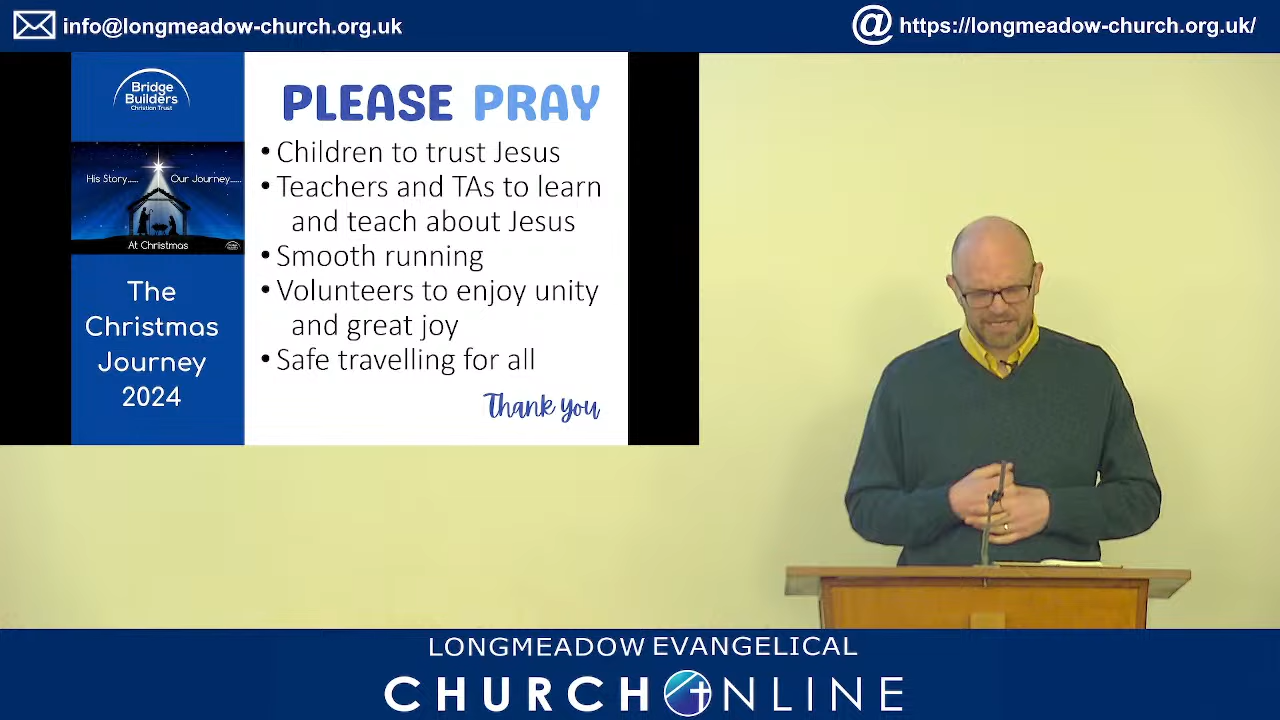 info@longmeadow-church.org.uk
https://longmeadow-church.org.uk/
Bridge
Builders
Christian Trust
His Story..... Our Journey.....
At Christmas
The
Christmas
Journey
2024
PLEASE PRAY
• Children to trust Jesus
• Teachers and TAs to learn
and teach about Jesus
• Smooth running
• Volunteers to enjoy unity
and great joy
• Safe travelling for all
Thank you
LONGMEADOW EVANGELICAL
CHURCH ONLINE